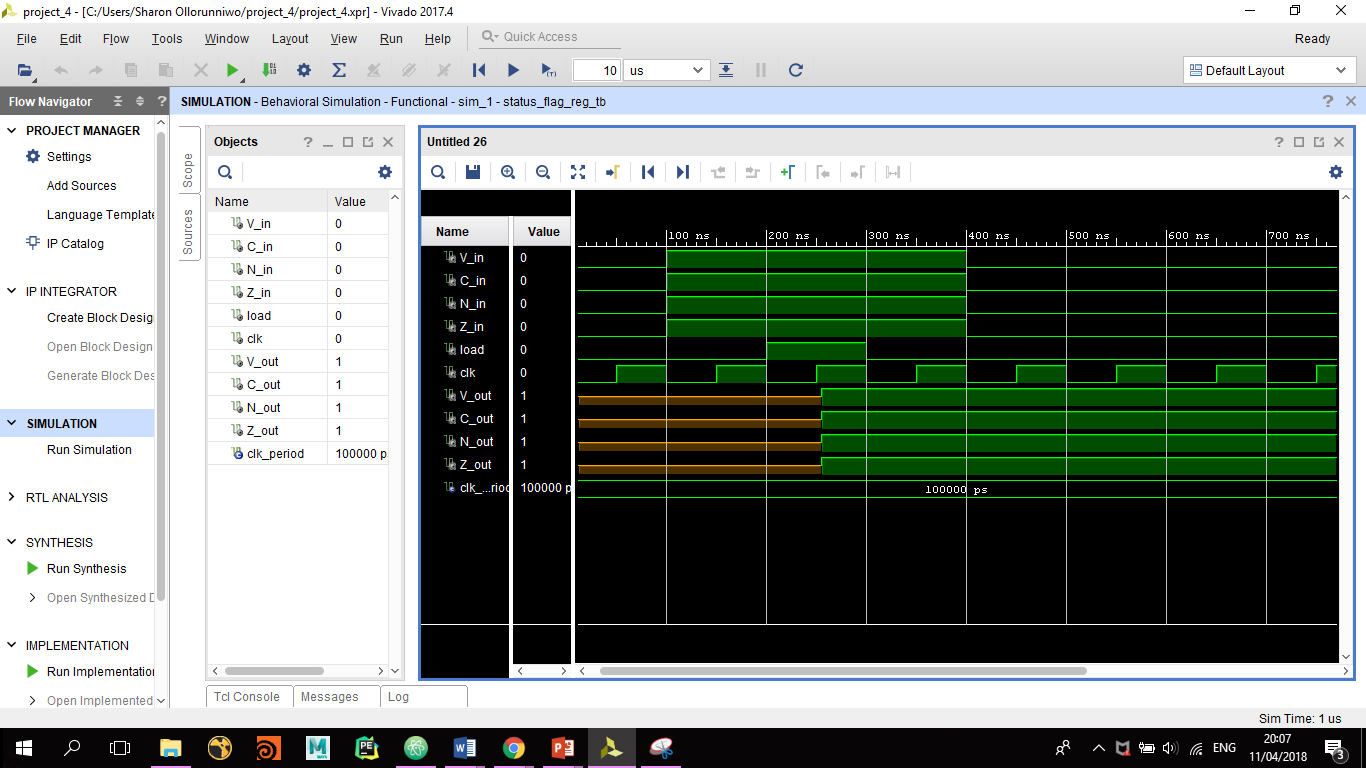 project_4 - [C:/Users/Sharon Ollorunniwo/project_4/project_4.xpr] - Vivado 2017.4
File Edit Flow Tools Window Layout View Run Help Quick Access Ready
10 us Default Layout
Flow Navigator
SIMULATION - Behavioral Simulation - Functional - sim_1 - status_flag_reg_tb
PROJECT MANAGER
Settings
Add Sources
Language Template
IP Catalog
IP INTEGRATOR
Create Block Desig
Open Block Design
Generate Block Des
SIMULATION
Run Simulation
RTL ANALYSIS
SYNTHESIS
Run Synthesis
Open Synthesized D
IMPLEMENTATION
Run Implementatio
Open Implemented
Scope
Sources
Objects
Name Value
V_in 0
C_in 0
N_in 0
Z_in 0
load 0
clk 0
V_out 1
C_out 1
N_out 1
Z_out 1
clk_period 100000 p
Untitled 26
Name Value
100 ns 200 ns 300 ns 400 ns 500 ns 600 ns 700 ns
V_in 0
C_in 0
N_in 0
Z_in 0
load 0
clk 0
V_out 1
C_out 1
N_out 1
Z_out 1
clk_...rioc 100000 p
100000 ps
Tcl Console Messages Log
Sim Time: 1 us
ENG
20:07
11/04/2018
3